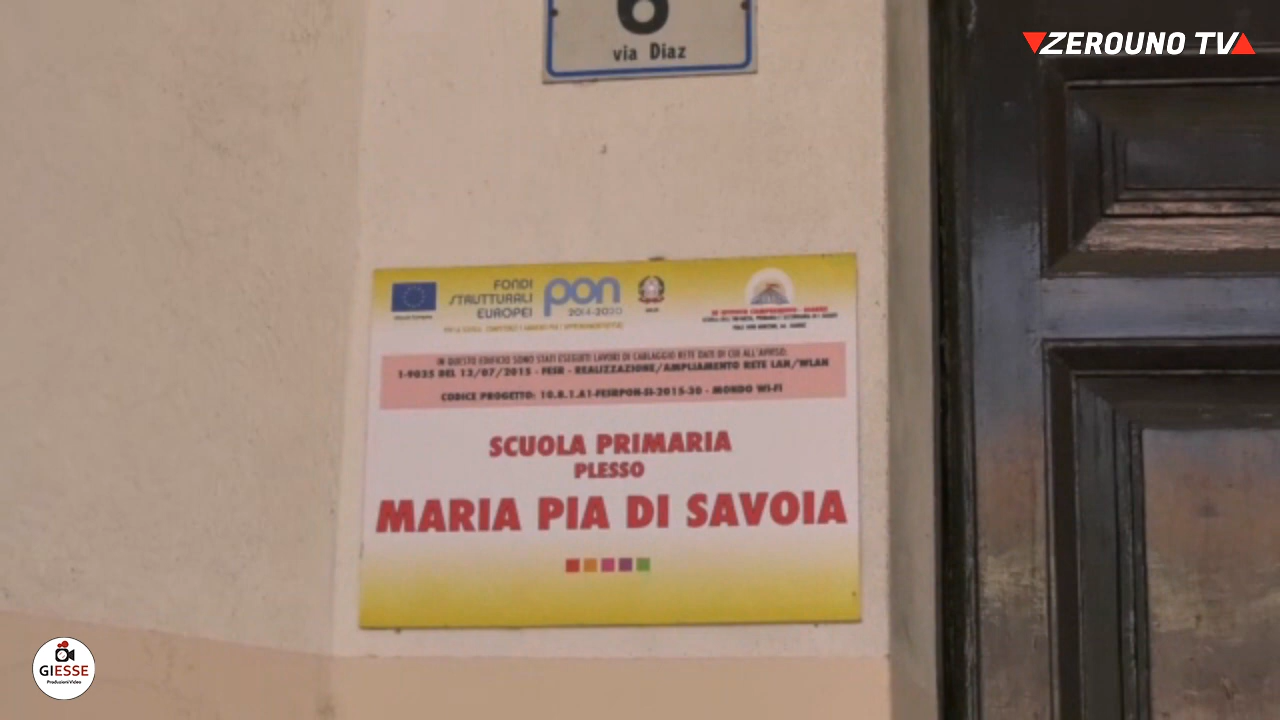 6
via Diaz
ZEROUNO TV
FONDI
STRUTTURALI
EUROPEI
pon
2014-2020
IN QUESTO EDIFICIO SONO STATI ESEGUITI LAVORI DI CABLAGGIO RETE DATI DI CUI ALL'AVVISO:
1-9035 DEL 13/07/2015 - FESR - REALIZZAZIONE/AMPLIAMENTO RETE LAN/WLAN
CODICE PROGETTO: 10.8.1.A1-FESRPON-SI-2015-30 - MONDO WI-FI
SCUOLA PRIMARIA
PLESSO
MARIA PIA DI SAVOIA
GIESSE
Produzioni Video